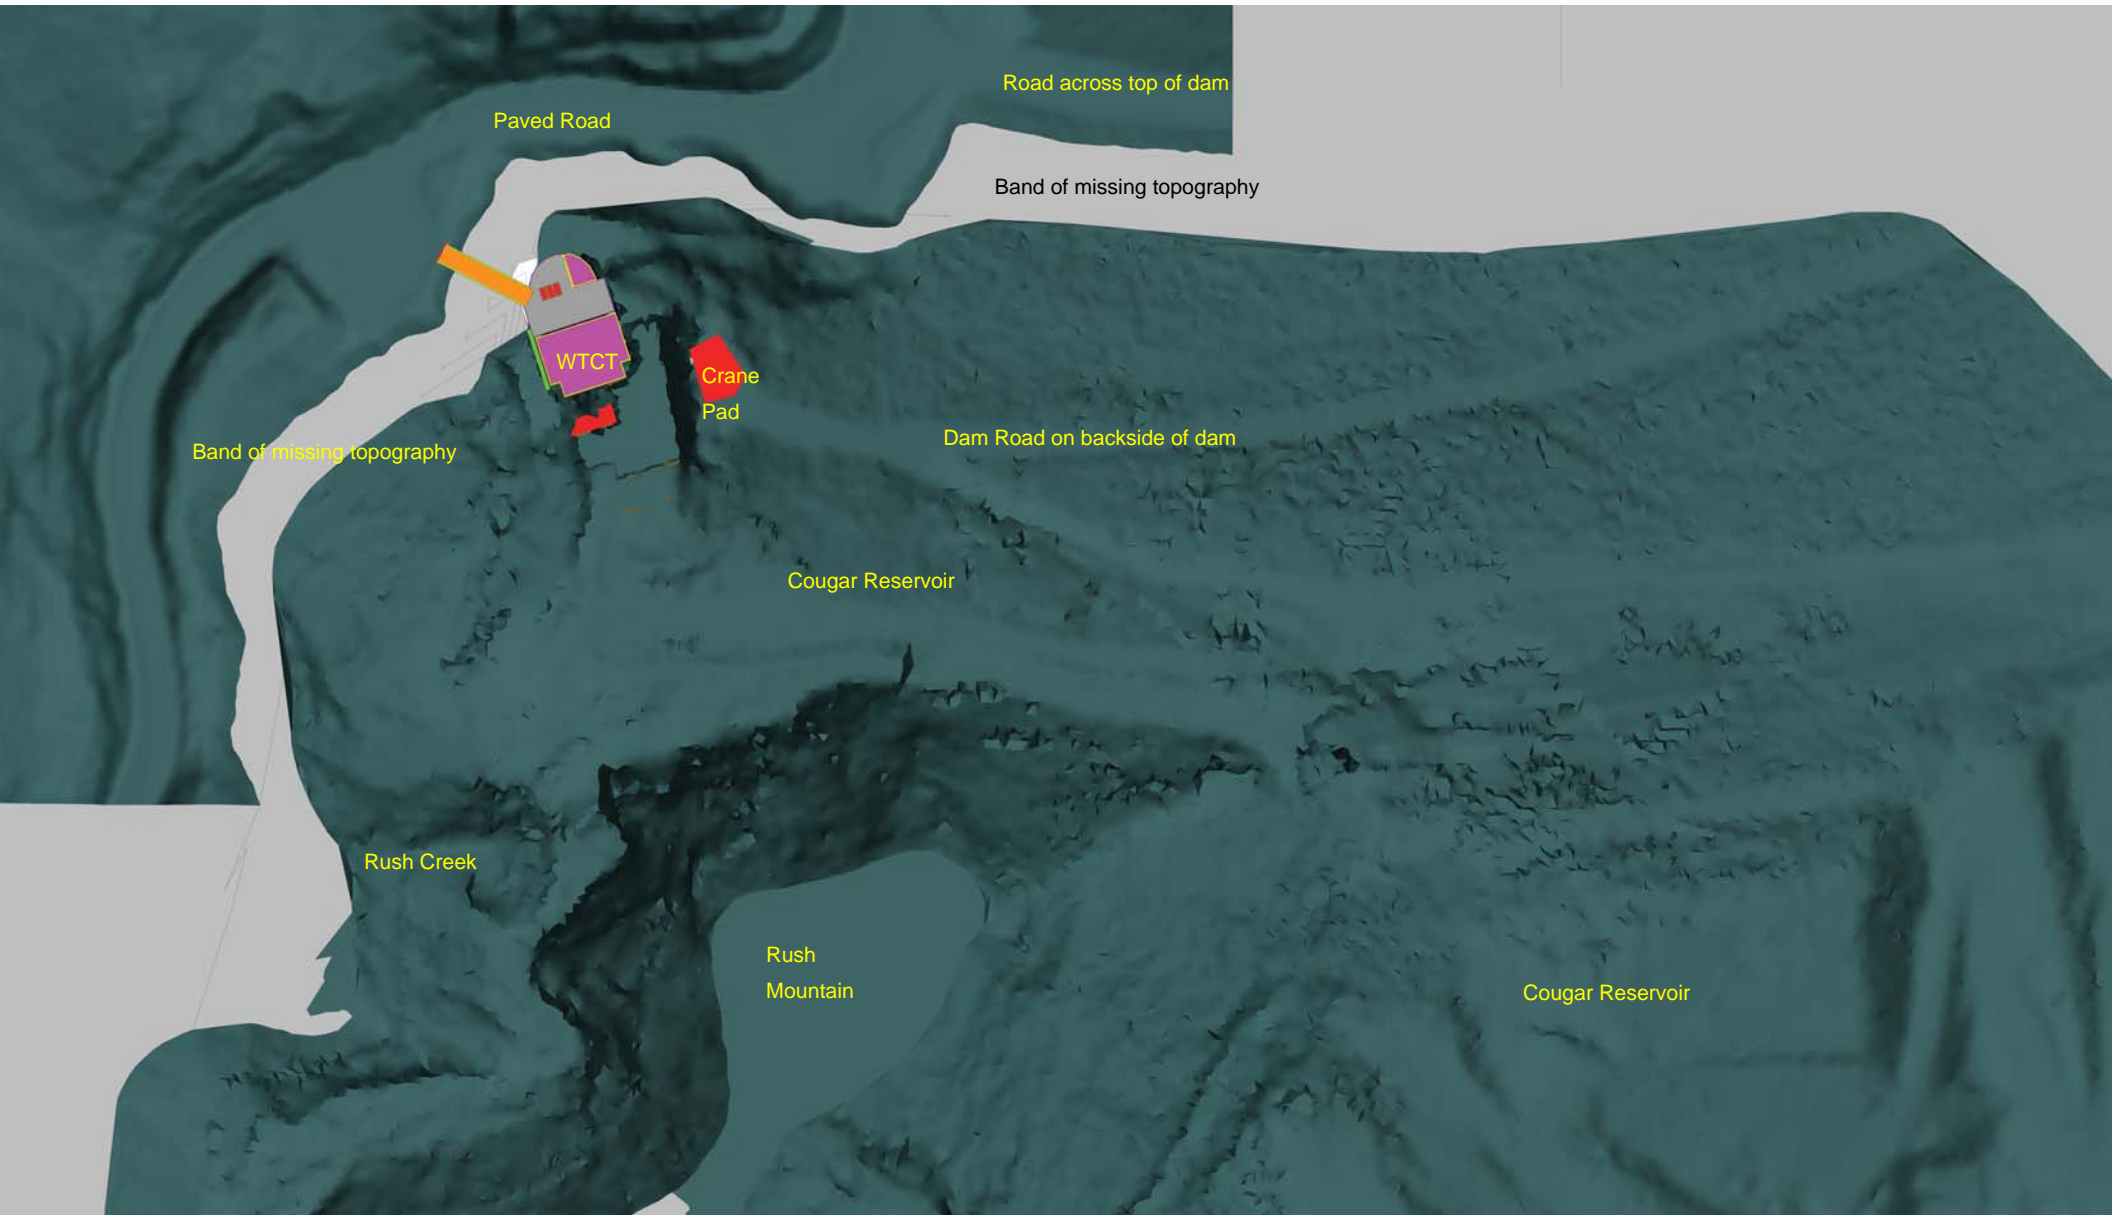 Road across top of dam
Paved Road
Band of missing topography
WTCT
Crane
Pad
Dam Road on backside of dam
Band of missing topography
Cougar Reservoir
Rush Creek
Rush
Mountain
Cougar Reservoir